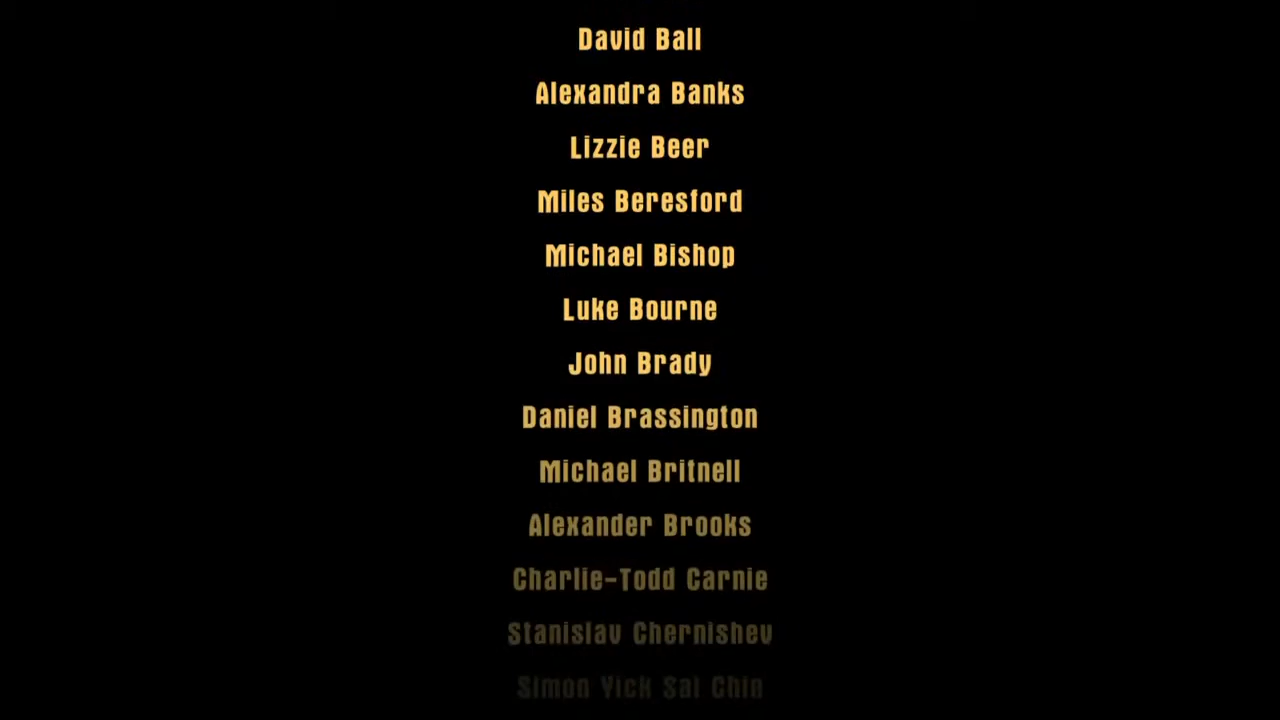 David Ball
Alexandra Banks
Lizzie Beer
Miles Beresford
Michael Bishop
Luke Bourne
John Brady
Daniel Brassington
Michael Britnell
Alexander Brooks
Charlie-Todd Carnie
Stanislav Chernishev
Simon Yick Sai Chin